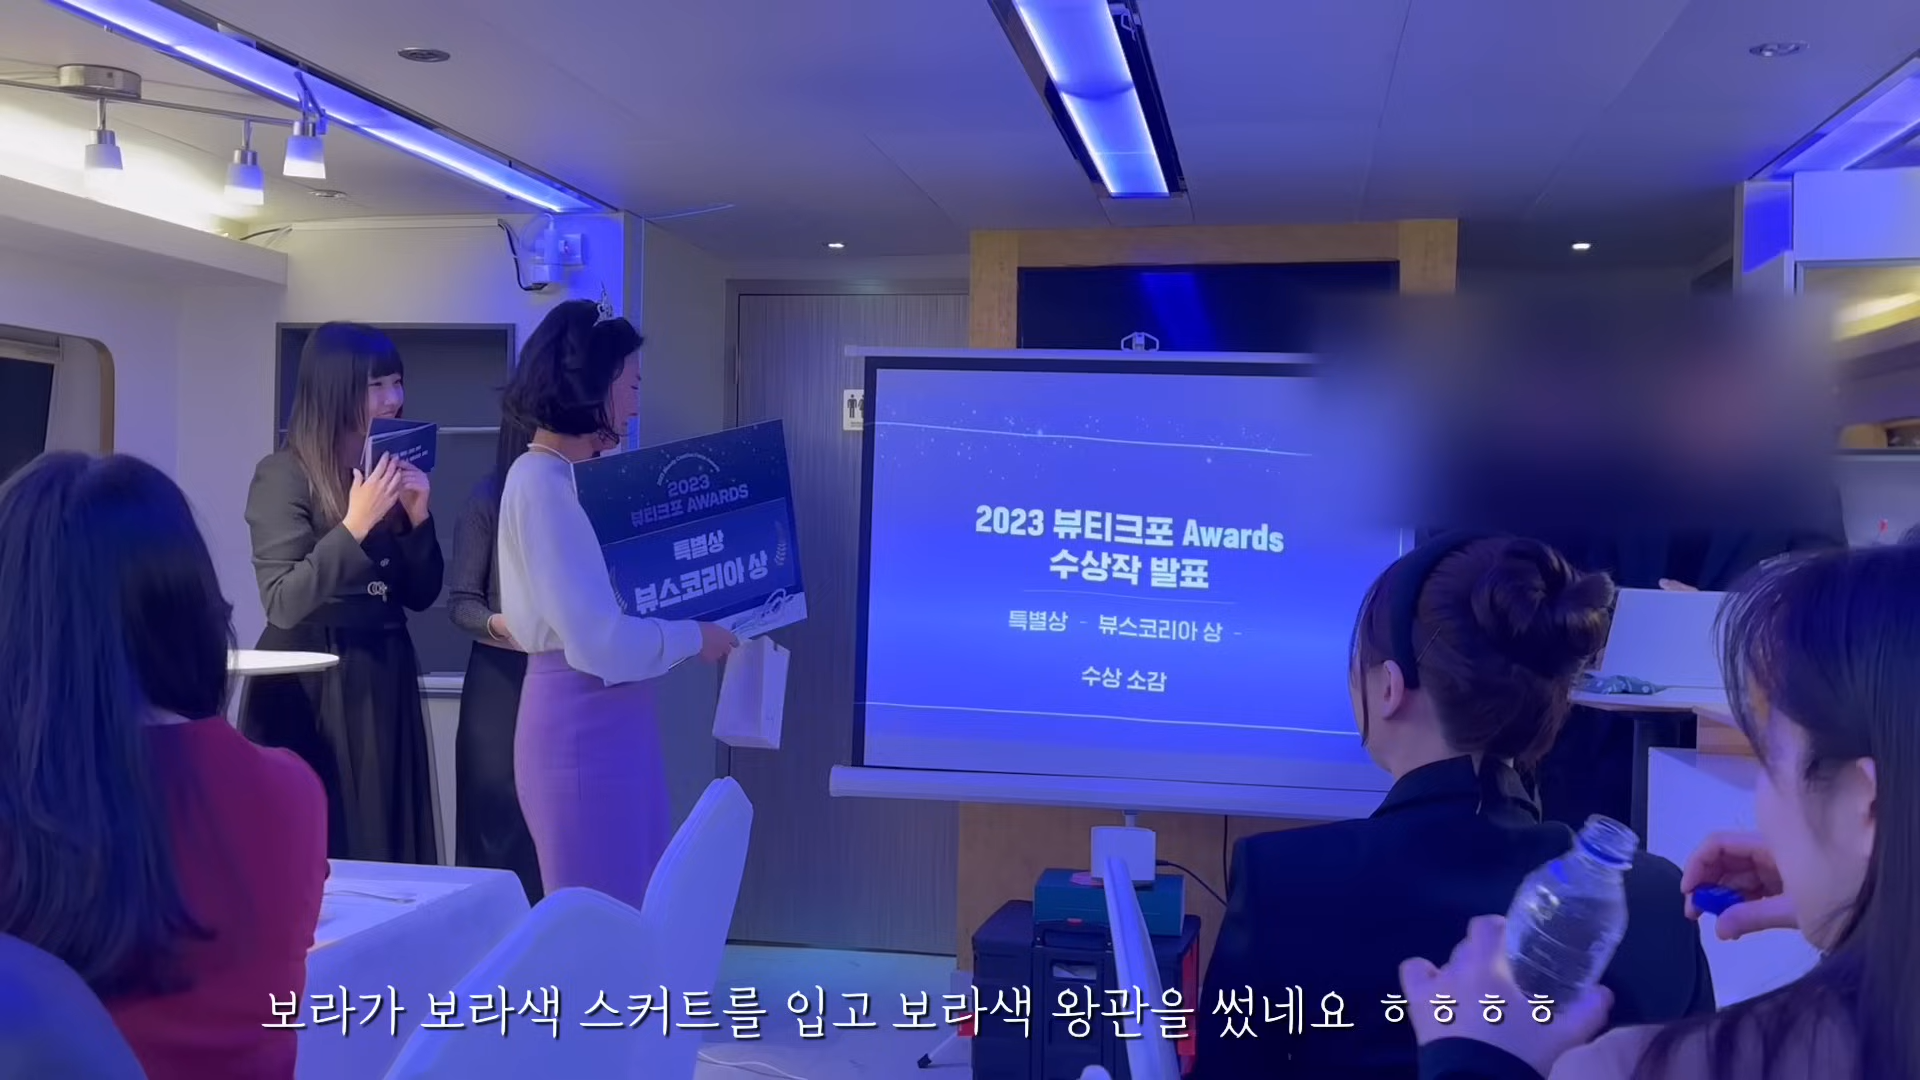 2023
뷰티크포 AWARDS
특별상
뷰스코리아 상
2023 뷰티크포 Awards
수상작 발표
특별상 - 뷰스코리아 상 -
수상 소감
보라가 보라색 스커트를 입고 보라색 왕관을 썼네요 ㅎㅎㅎㅎ